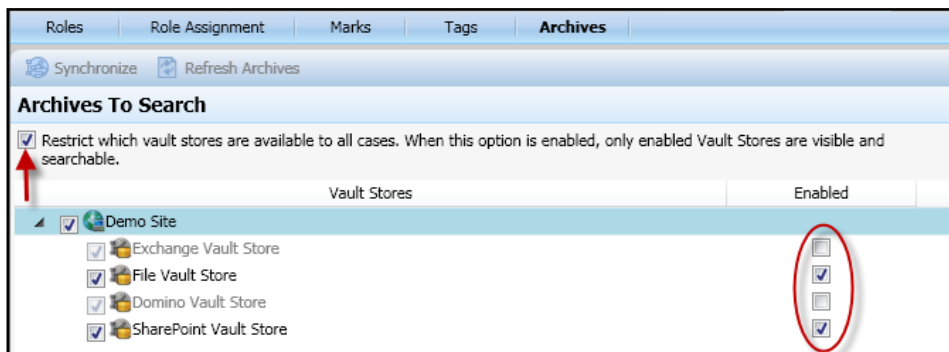 Roles Role Assignment Marks Tags Archives
Synchronize Refresh Archives
Archives To Search
Restrict which vault stores are available to all cases. When this option is enabled, only enabled Vault Stores are visible and
searchable.
Vault Stores Enabled
Demo Site
Exchange Vault Store
File Vault Store
Domino Vault Store
SharePoint Vault Store